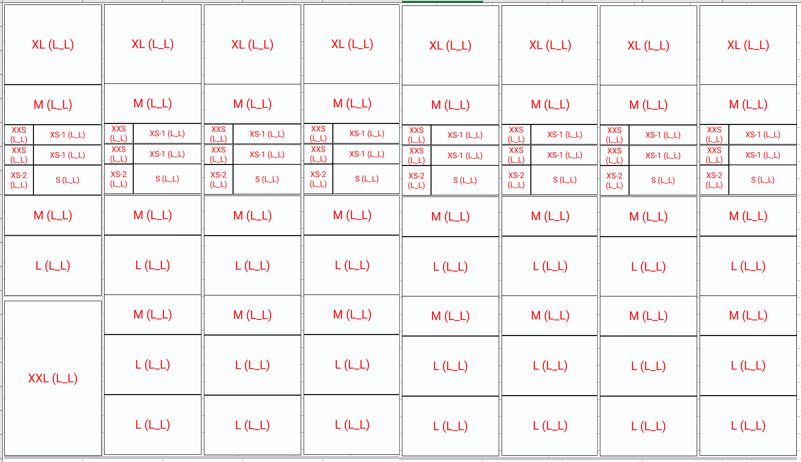 XL (L_L) XL (L_L) XL (L_L) XL (L_L) XL (L_L) XL (L_L) XL (L_L) XL (L_L)
M (L_L) M (L_L) M (L_L) M (L_L) M (L_L) M (L_L) M (L_L) M (L_L)
XXS (L_L) XS-1 (L_L) XXS (L_L) XS-1 (L_L) XXS (L_L) XS-1 (L_L) XXS (L_L) XS-1 (L_L) XXS (L_L) XS-1 (L_L) XXS (L_L) XS-1 (L_L) XXS (L_L) XS-1 (L_L) XXS (L_L) XS-1 (L_L)
XXS (L_L) XS-1 (L_L) XXS (L_L) XS-1 (L_L) XXS (L_L) XS-1 (L_L) XXS (L_L) XS-1 (L_L) XXS (L_L) XS-1 (L_L) XXS (L_L) XS-1 (L_L) XXS (L_L) XS-1 (L_L) XXS (L_L) XS-1 (L_L)
XS-2 (L_L) S (L_L) XS-2 (L_L) S (L_L) XS-2 (L_L) S (L_L) XS-2 (L_L) S (L_L) XS-2 (L_L) S (L_L) XS-2 (L_L) S (L_L) XS-2 (L_L) S (L_L) XS-2 (L_L) S (L_L)
M (L_L) M (L_L) M (L_L) M (L_L) M (L_L) M (L_L) M (L_L) M (L_L)
L (L_L) L (L_L) L (L_L) L (L_L) L (L_L) L (L_L) L (L_L) L (L_L)
M (L_L) M (L_L) M (L_L) M (L_L) M (L_L) M (L_L) M (L_L)
XXL (L_L) L (L_L) L (L_L) L (L_L) L (L_L) L (L_L) L (L_L) L (L_L)
L (L_L) L (L_L) L (L_L) L (L_L) L (L_L) L (L_L) L (L_L)